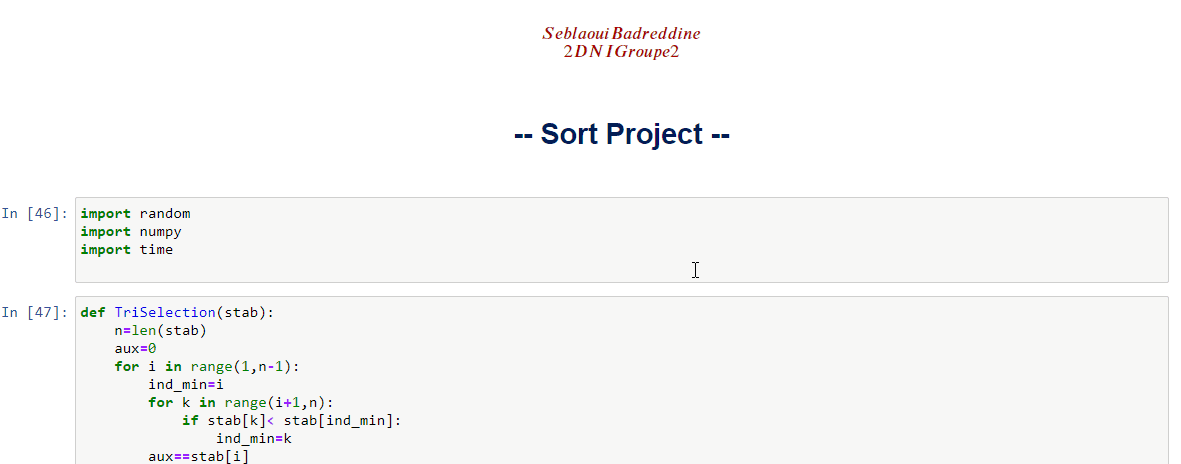 Seblaoui Badreddine
2DNIGroupe2
-- Sort Project --
In [46]:
import random
import numpy
import time
In [47]:
def TriSelection(stab):
    n=len(stab)
    aux=0
    for i in range(1,n-1):
        ind_min=i
        for k in range(i+1,n):
            if stab[k]< stab[ind_min]:
                ind_min=k
        aux==stab[i]